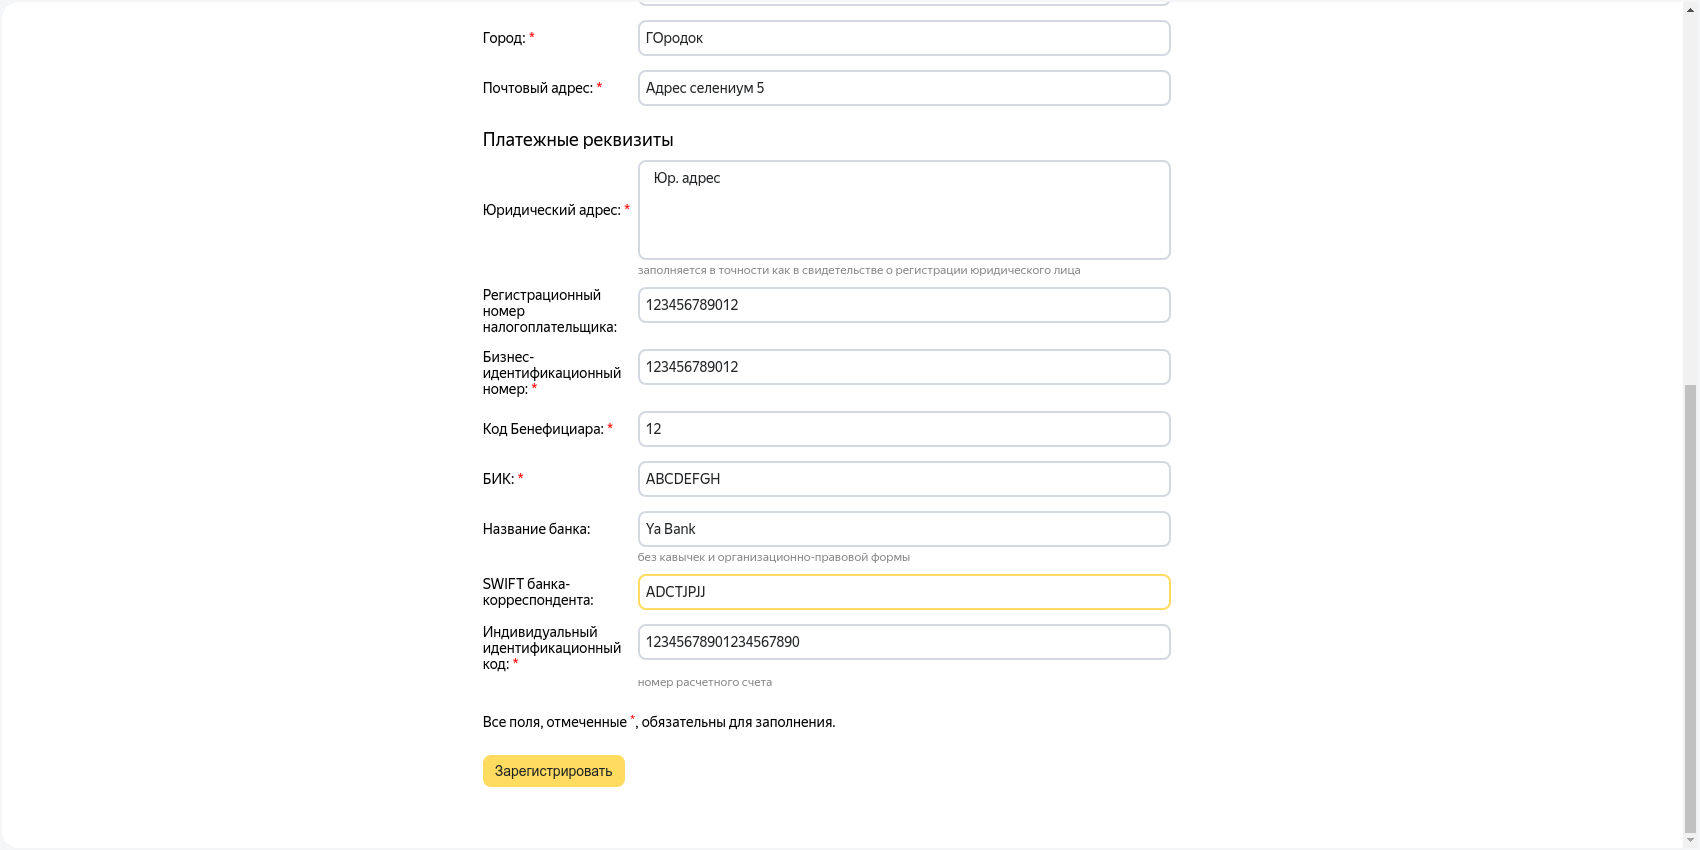 Город: *
ГОродок
Почтовый адрес: *
Адрес селениум 5
Платежные реквизиты
Юридический адрес: *
Юр. адрес
заполняется в точности как в свидетельстве о регистрации юридического лица
Регистрационный
номер
налогоплательщика:
123456789012
Бизнес-
идентификационный
номер: *
123456789012
Код Бенефициара: *
12
БИК: *
ABCDEFGH
Название банка:
Ya Bank
без кавычек и организационно-правовой формы
SWIFT банка-
корреспондента:
ADCTJPJJ
Индивидуальный
идентификационный
код: *
12345678901234567890
номер расчетного счета
Все поля, отмеченные *, обязательны для заполнения.
Зарегистрировать